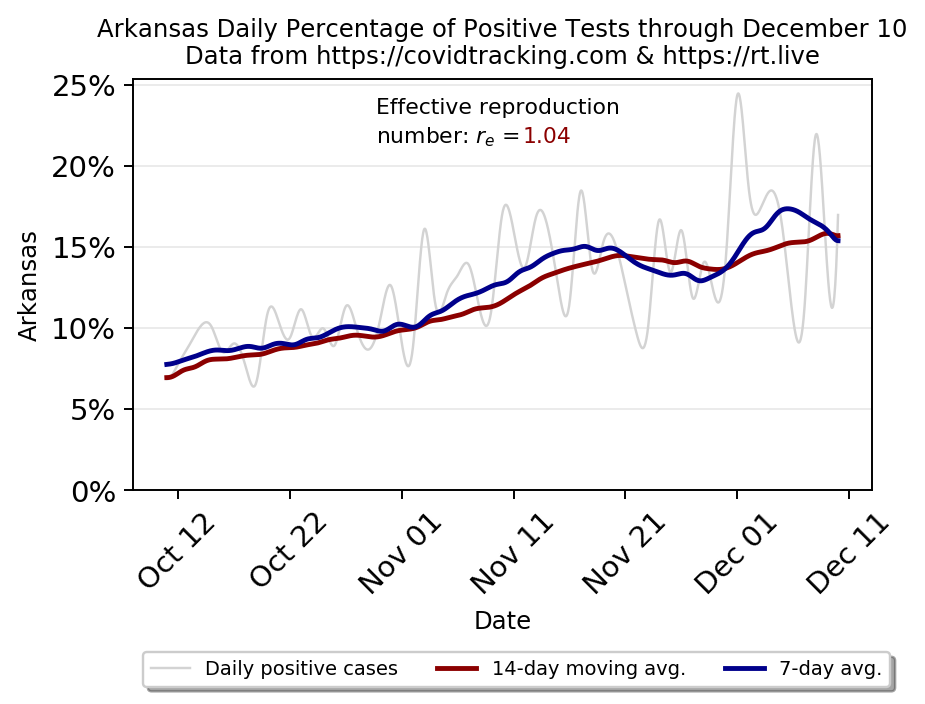 Arkansas Daily Percentage of Positive Tests through December 10
Data from https://covidtracking.com & https://rt.live
25%
Effective reproduction
number: rₑ =1.04
20%
15%
10%
5%
0%
Arkansas
Oct 12
Oct 22
Nov 01
Nov 11
Nov 21
Dec 01
Dec 11
Date
Daily positive cases
14-day moving avg.
7-day avg.